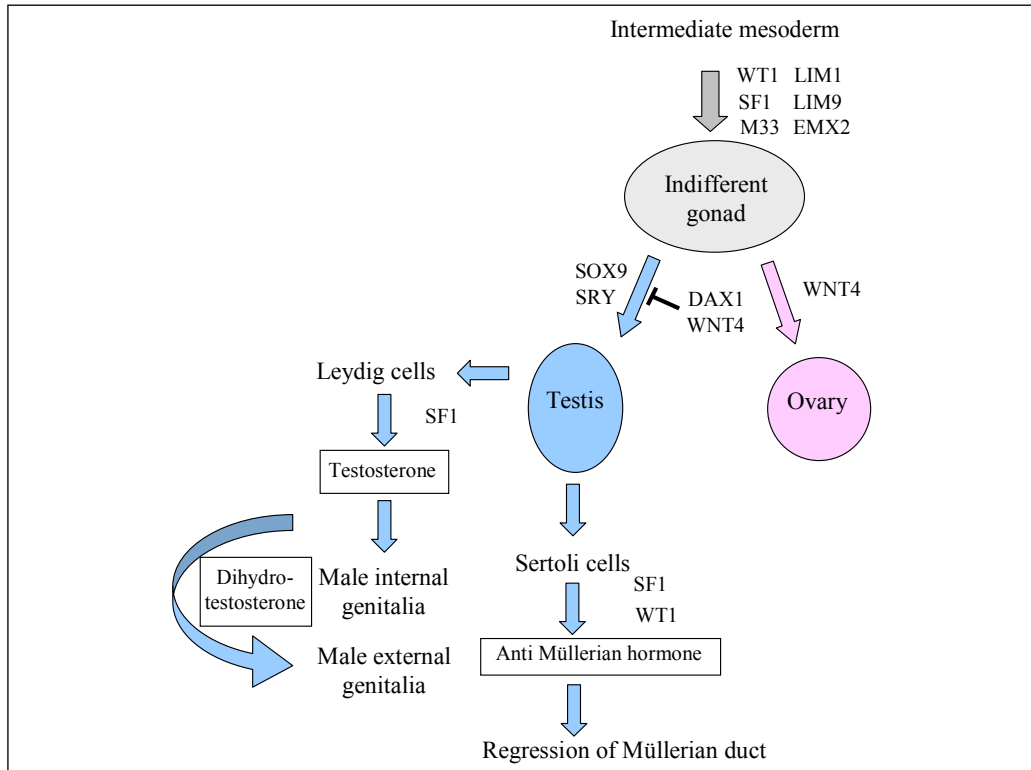 Intermediate mesoderm
WT1 LIM1
SF1 LIM9
M33 EMX2
Indifferent
gonad
SOX9
SRY
DAX1
WNT4
WNT4
Leydig cells
SF1
Testis
Ovary
Testosterone
Dihydro-
testosterone
Male internal
genitalia
Male external
genitalia
Sertoli cells
SF1
WT1
Anti Müllerian hormone
Regression of Müllerian duct